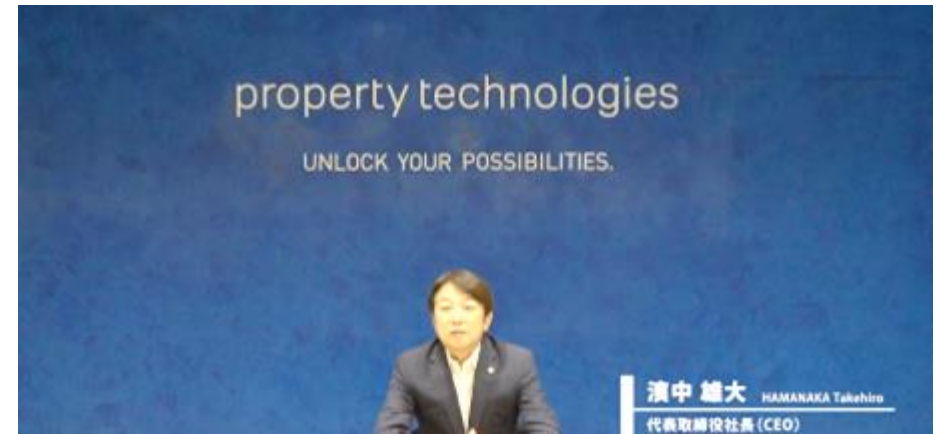 property technologies
UNLOCK YOUR POSSIBILITIES.
濱中 雄大 HAMANAKA Takehiro
代表取締役社長(CEO)